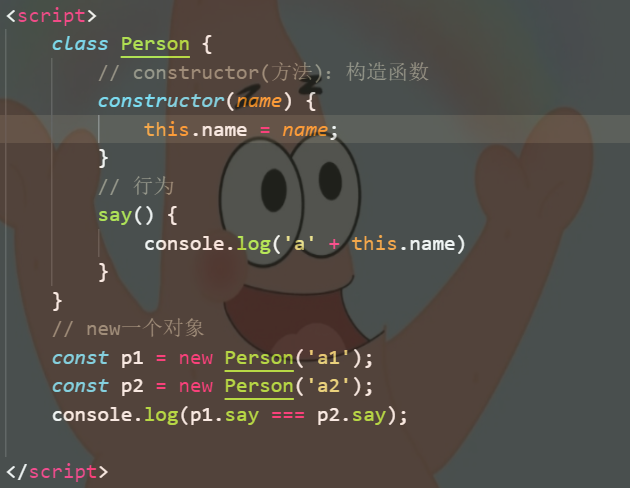 <script>
class Person {
// constructor(方法): 构造函数
constructor(name) {
this.name = name;
}
// 行为
say() {
console.log('a' + this.name)
}
}
// new一个对象
const p1 = new Person('a1');
const p2 = new Person('a2');
console.log(p1.say === p2.say);
</script>